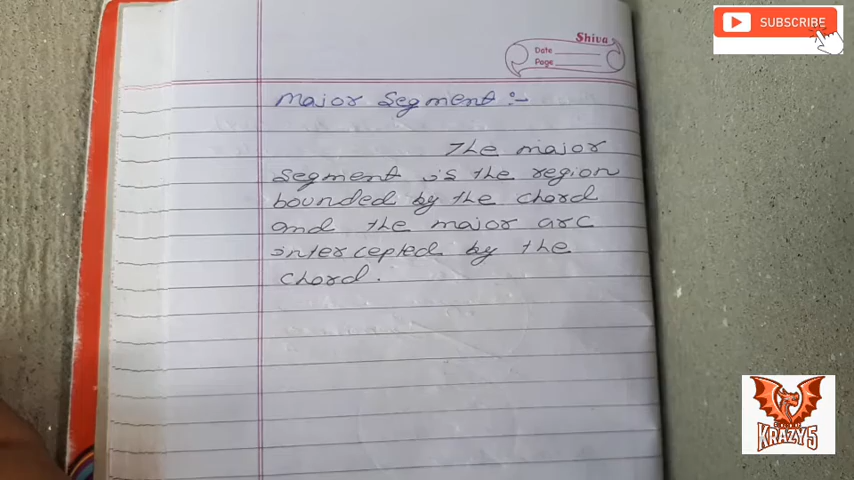 SUBSCRIBE
Shiva
Date
Page
Major Segment :-
The major
segment is the region
bounded by the chord
and the major arc
intercepted by the
chord.
KRAZY5